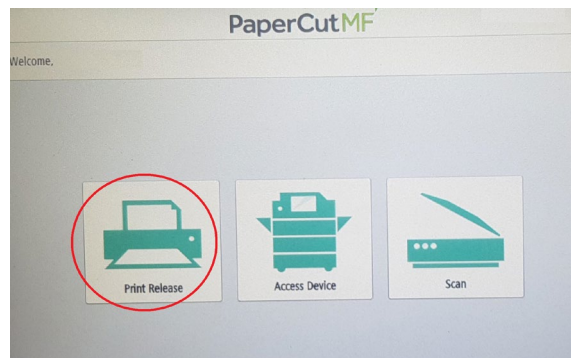 PaperCutMF
Welcome,
Print Release
Access Device
Scan